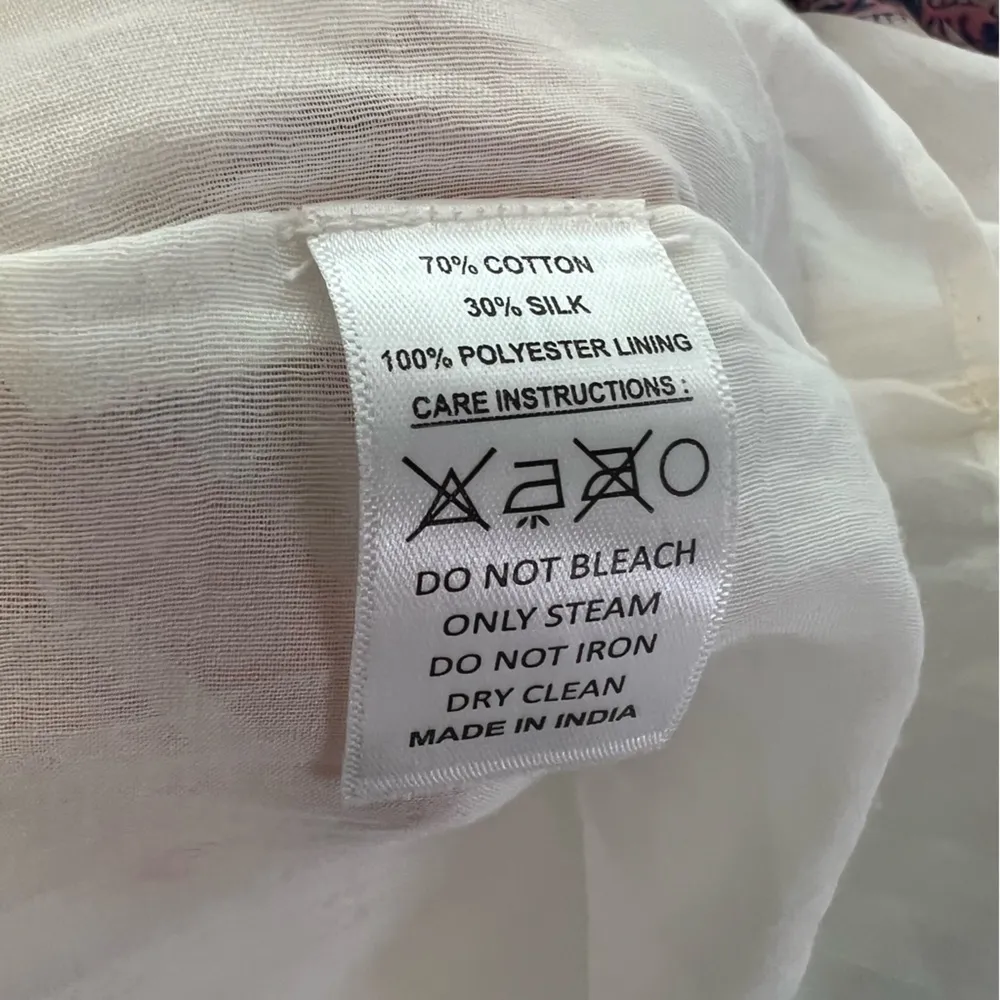 70% COTTON
30% SILK
100% POLYESTER LINING
CARE INSTRUCTIONS :
DO NOT BLEACH
ONLY STEAM
DO NOT IRON
DRY CLEAN
MADE IN INDIA